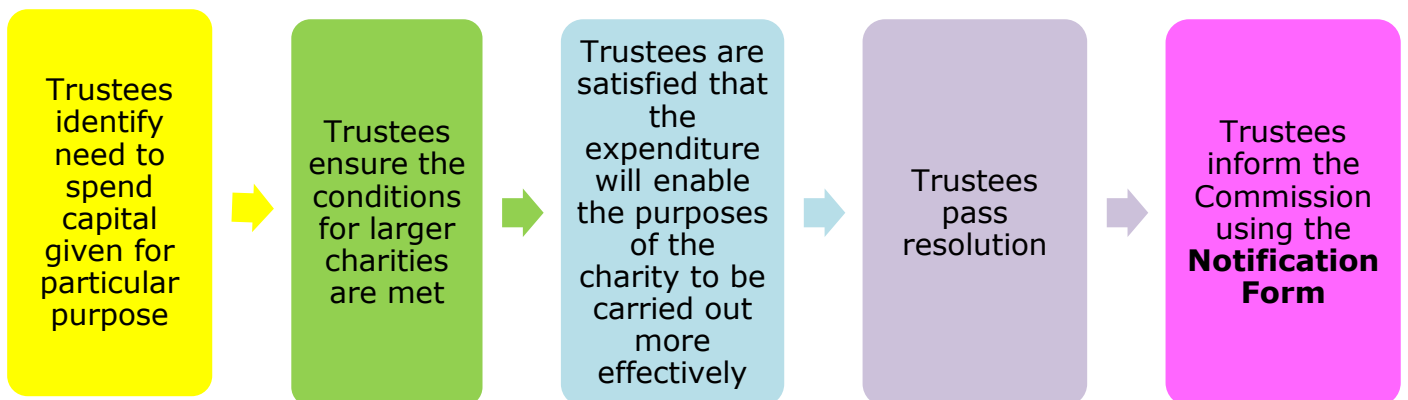 Trustees
identify
need to
spend
capital
given for
particular
purpose
Trustees
ensure the
conditions
for larger
charities
are met
Trustees are
satisfied that
the
expenditure
will enable
the purposes
of the
charity to be
carried out
more
effectively
Trustees
pass
resolution
Trustees
inform the
Commission
using the
Notification
Form